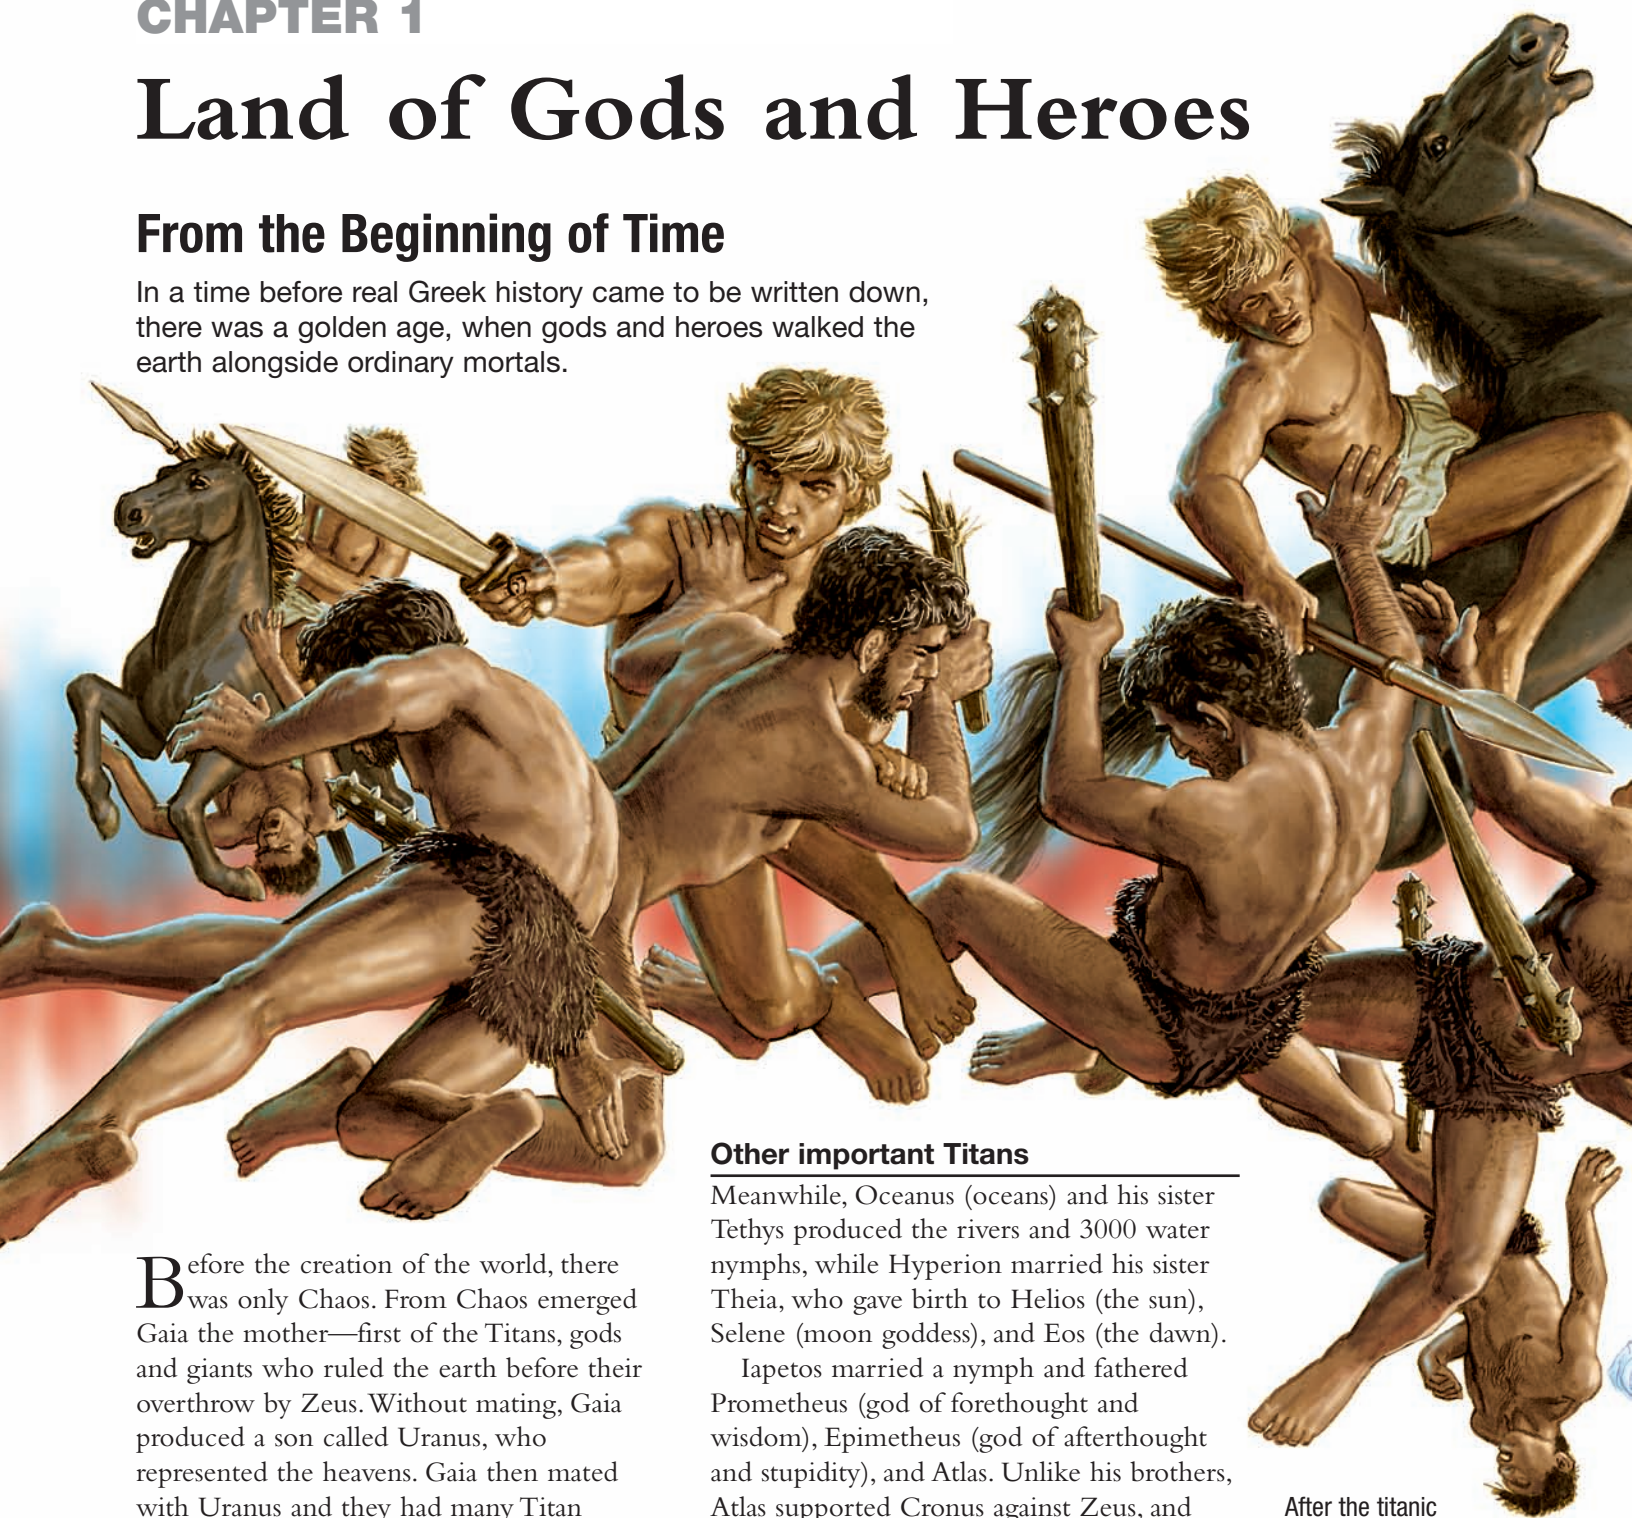 CHAPTER 1
Land of Gods and Heroes
From the Beginning of Time
In a time before real Greek history came to be written down,
there was a golden age, when gods and heroes walked the
earth alongside ordinary mortals.
Before the creation of the world, there
was only Chaos. From Chaos emerged
Gaia the mother—first of the Titans, gods
and giants who ruled the earth before their
overthrow by Zeus. Without mating, Gaia
produced a son called Uranus, who
represented the heavens. Gaia then mated
with Uranus and they had many Titan
Other important Titans
Meanwhile, Oceanus (oceans) and his sister
Tethys produced the rivers and 3000 water
nymphs, while Hyperion married his sister
Theia, who gave birth to Helios (the sun),
Selene (moon goddess), and Eos (the dawn).
Iapetos married a nymph and fathered
Prometheus (god of forethought and
wisdom), Epimetheus (god of afterthought
and stupidity), and Atlas. Unlike his brothers,
Atlas supported Cronus against Zeus, and
After the titanic